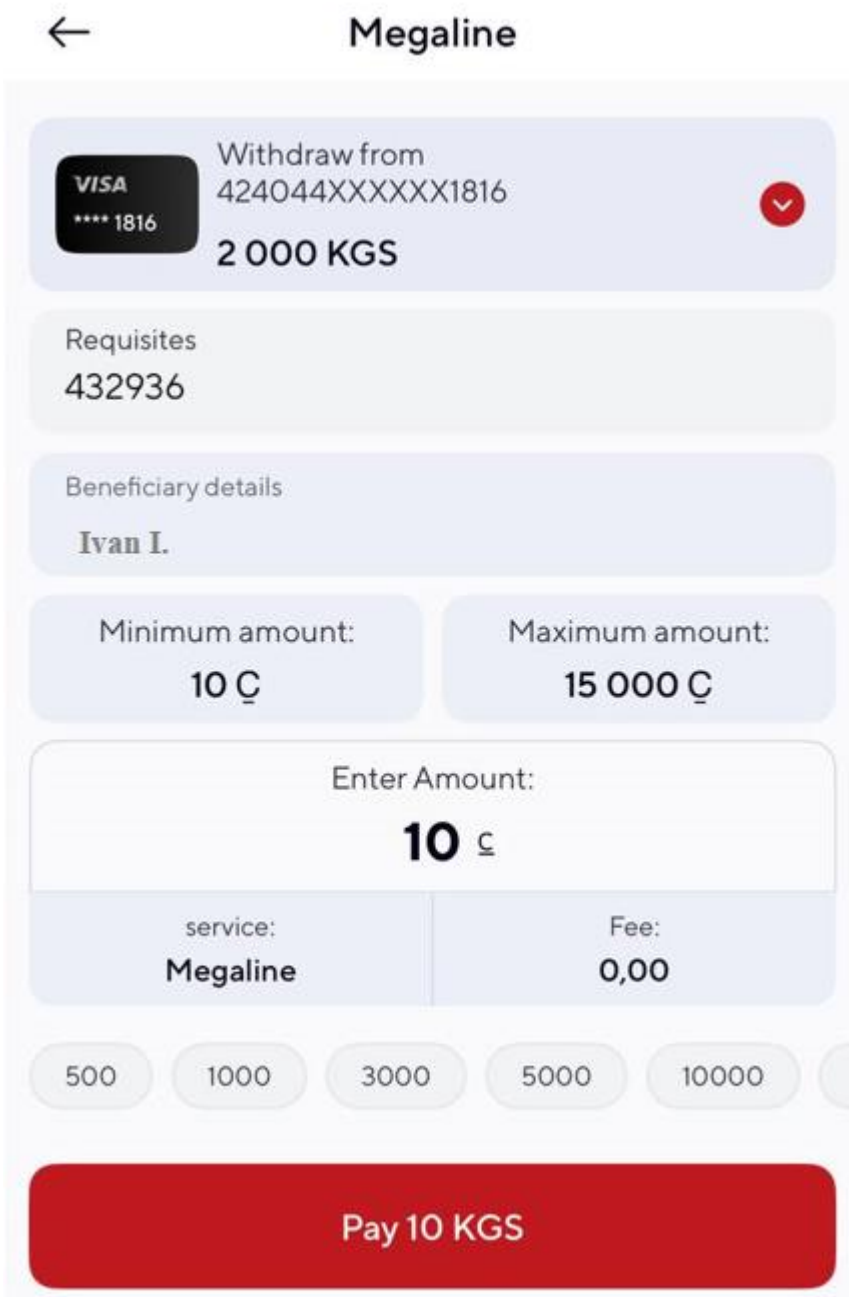 Megaline
VISA
**** 1816
Withdraw from
424044XXXXXX1816
2 000 KGS
Requisites
432936
Beneficiary details
Ivan I.
Minimum amount:
10 С̲
Maximum amount:
15 000 С̲
Enter Amount:
10 с̲
service:
Megaline
Fee:
0,00
500
1000
3000
5000
10000
Pay 10 KGS